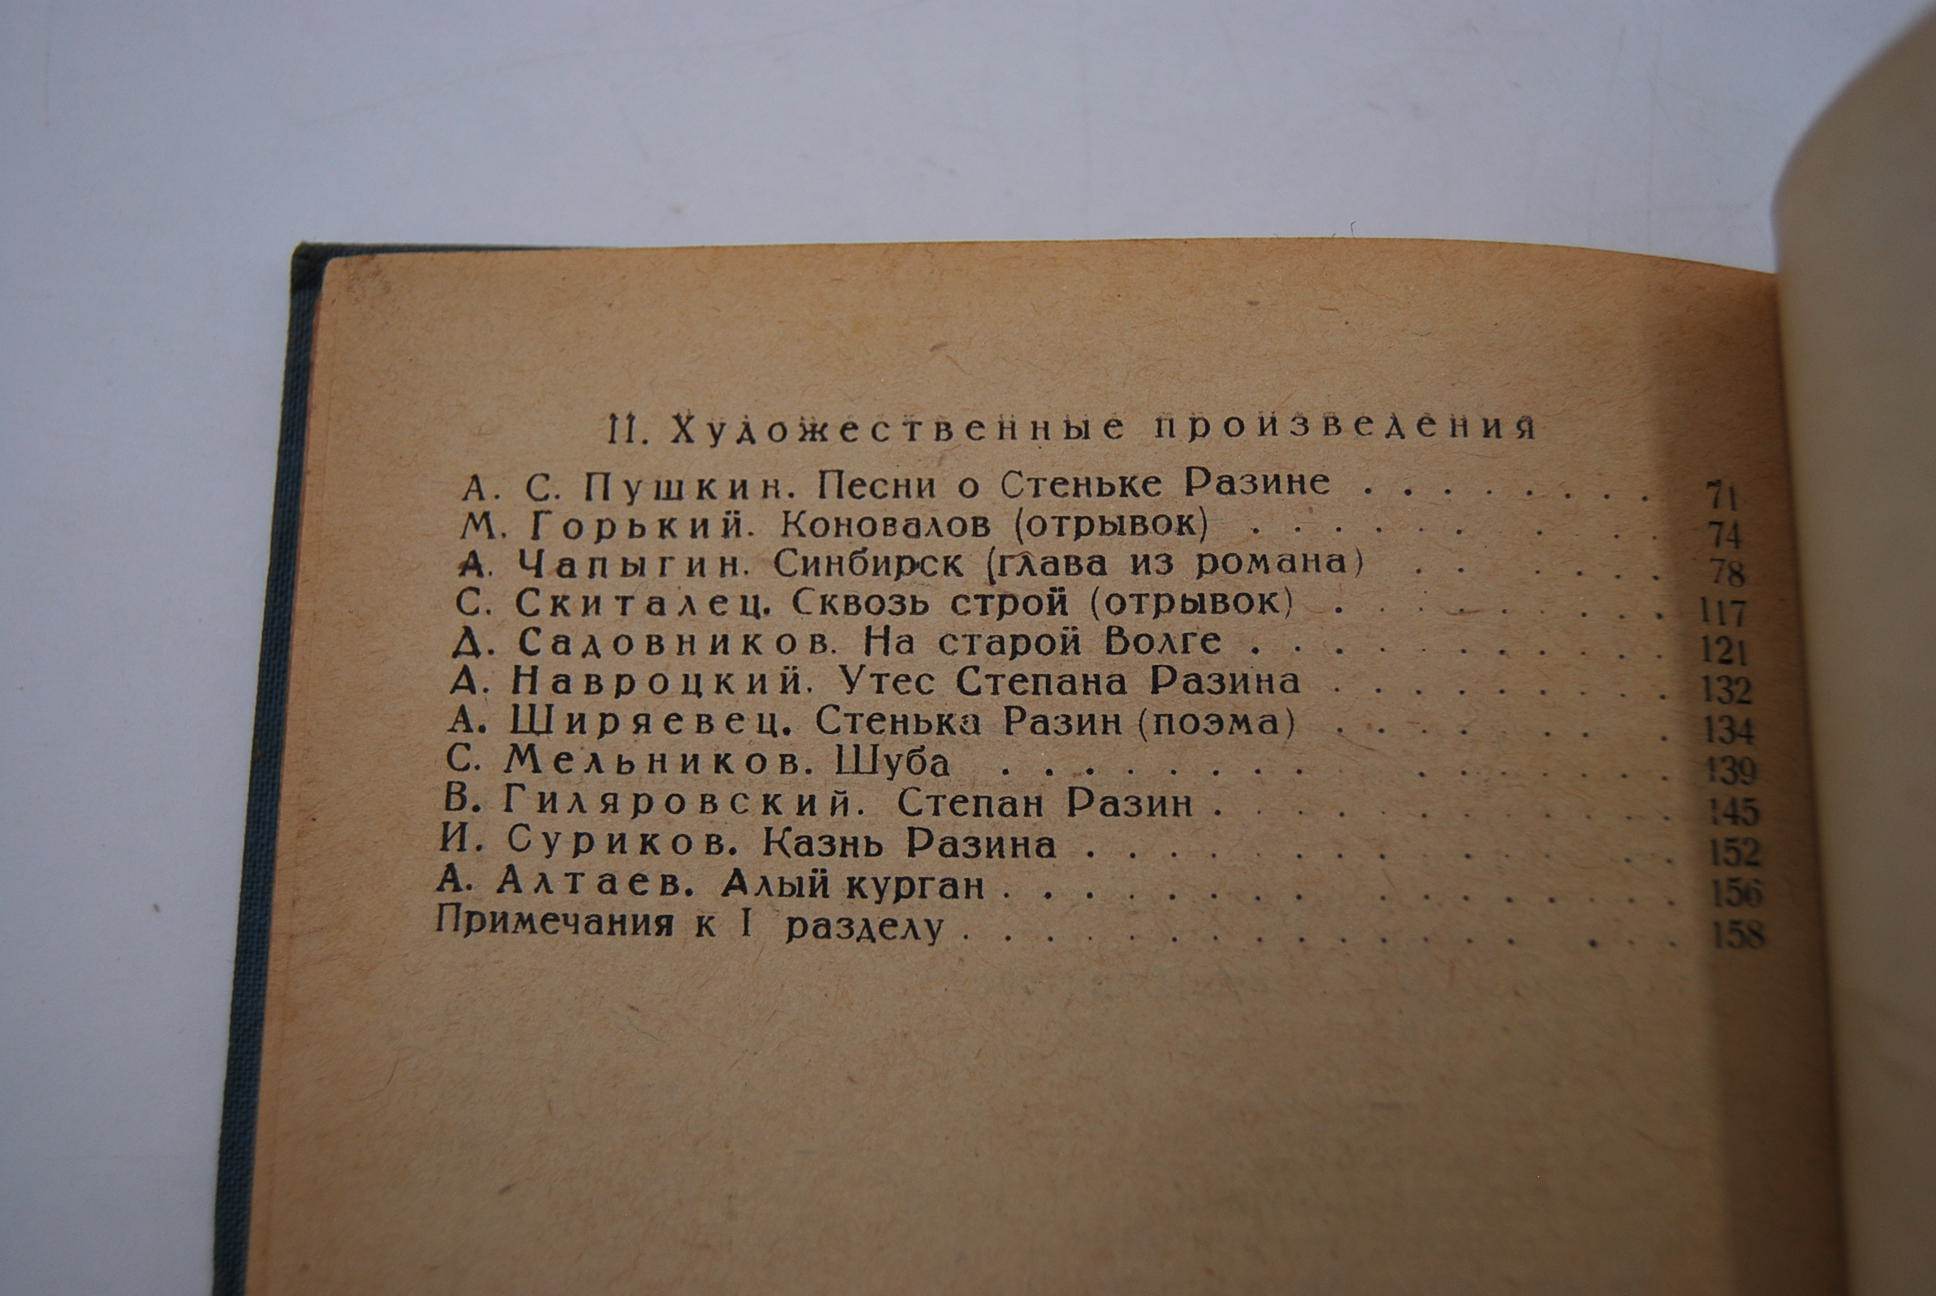 II. Художественные произведения
А. С. Пушкин. Песни о Стеньке Разине . . . . . . . . 71
М. Горький. Коновалов (отрывок) . . . . . . . . . 74
А. Чапыгин. Синбирск (глава из романа) . . . . . . 78
С. Скиталец. Сквозь строй (отрывок) . . . . . . . . 117
Д. Садовников. На старой Волге . . . . . . . . . . 121
А. Навроцкий. Утес Степана Разина . . . . . . . . . 132
А. Ширяевец. Стенька Разин (поэма) . . . . . . . . 134
С. Мельников. Шуба . . . . . . . . . . . . . . . 139
В. Гиляровский. Степан Разин . . . . . . . . . . . 145
И. Суриков. Казнь Разина . . . . . . . . . . . . . 152
А. Алтаев. Алый курган . . . . . . . . . . . . . . 156
Примечания к I разделу . . . . . . . . . . . . . . 158